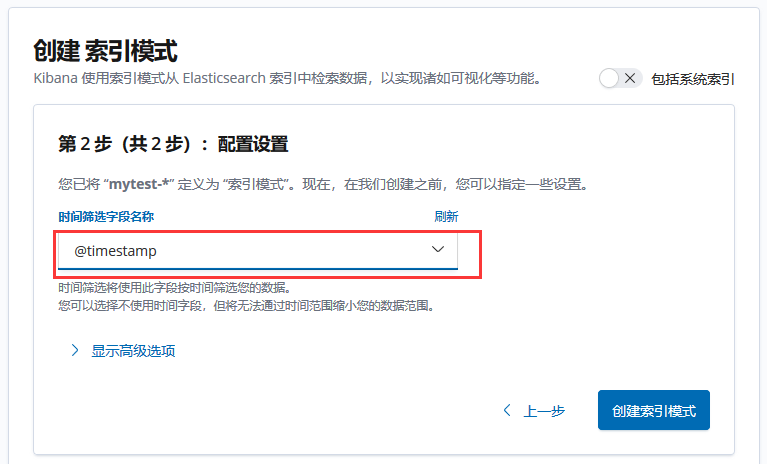 创建 索引模式
Kibana 使用索引模式从 Elasticsearch 索引中检索数据，以实现诸如可视化等功能。
包括系统索引
第 2 步（共 2 步）：配置设置
您已将 “mytest-*” 定义为 “索引模式”。现在，在我们创建之前，您可以指定一些设置。
时间筛选字段名称
刷新
@timestamp
时间筛选将使用此字段按时间筛选您的数据。
您可以选择不使用时间字段，但将无法通过时间范围缩小您的数据范围。
显示高级选项
上一步
创建索引模式